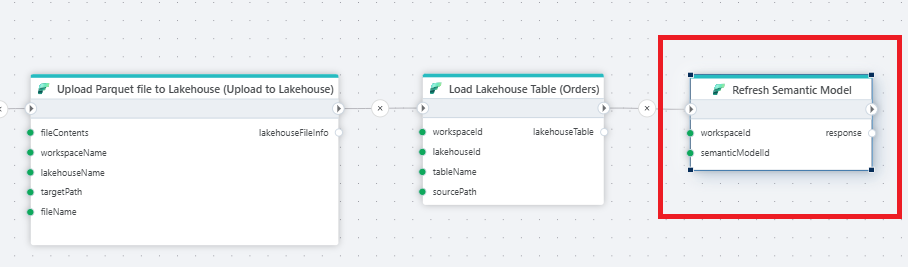 Upload Parquet file to Lakehouse (Upload to Lakehouse)
fileContents
lakehouseFileInfo
workspaceName
lakehouseName
targetPath
fileName
Load Lakehouse Table (Orders)
workspaceId
lakehouseTable
lakehouseId
tableName
sourcePath
Refresh Semantic Model
workspaceId
response
semanticModelId